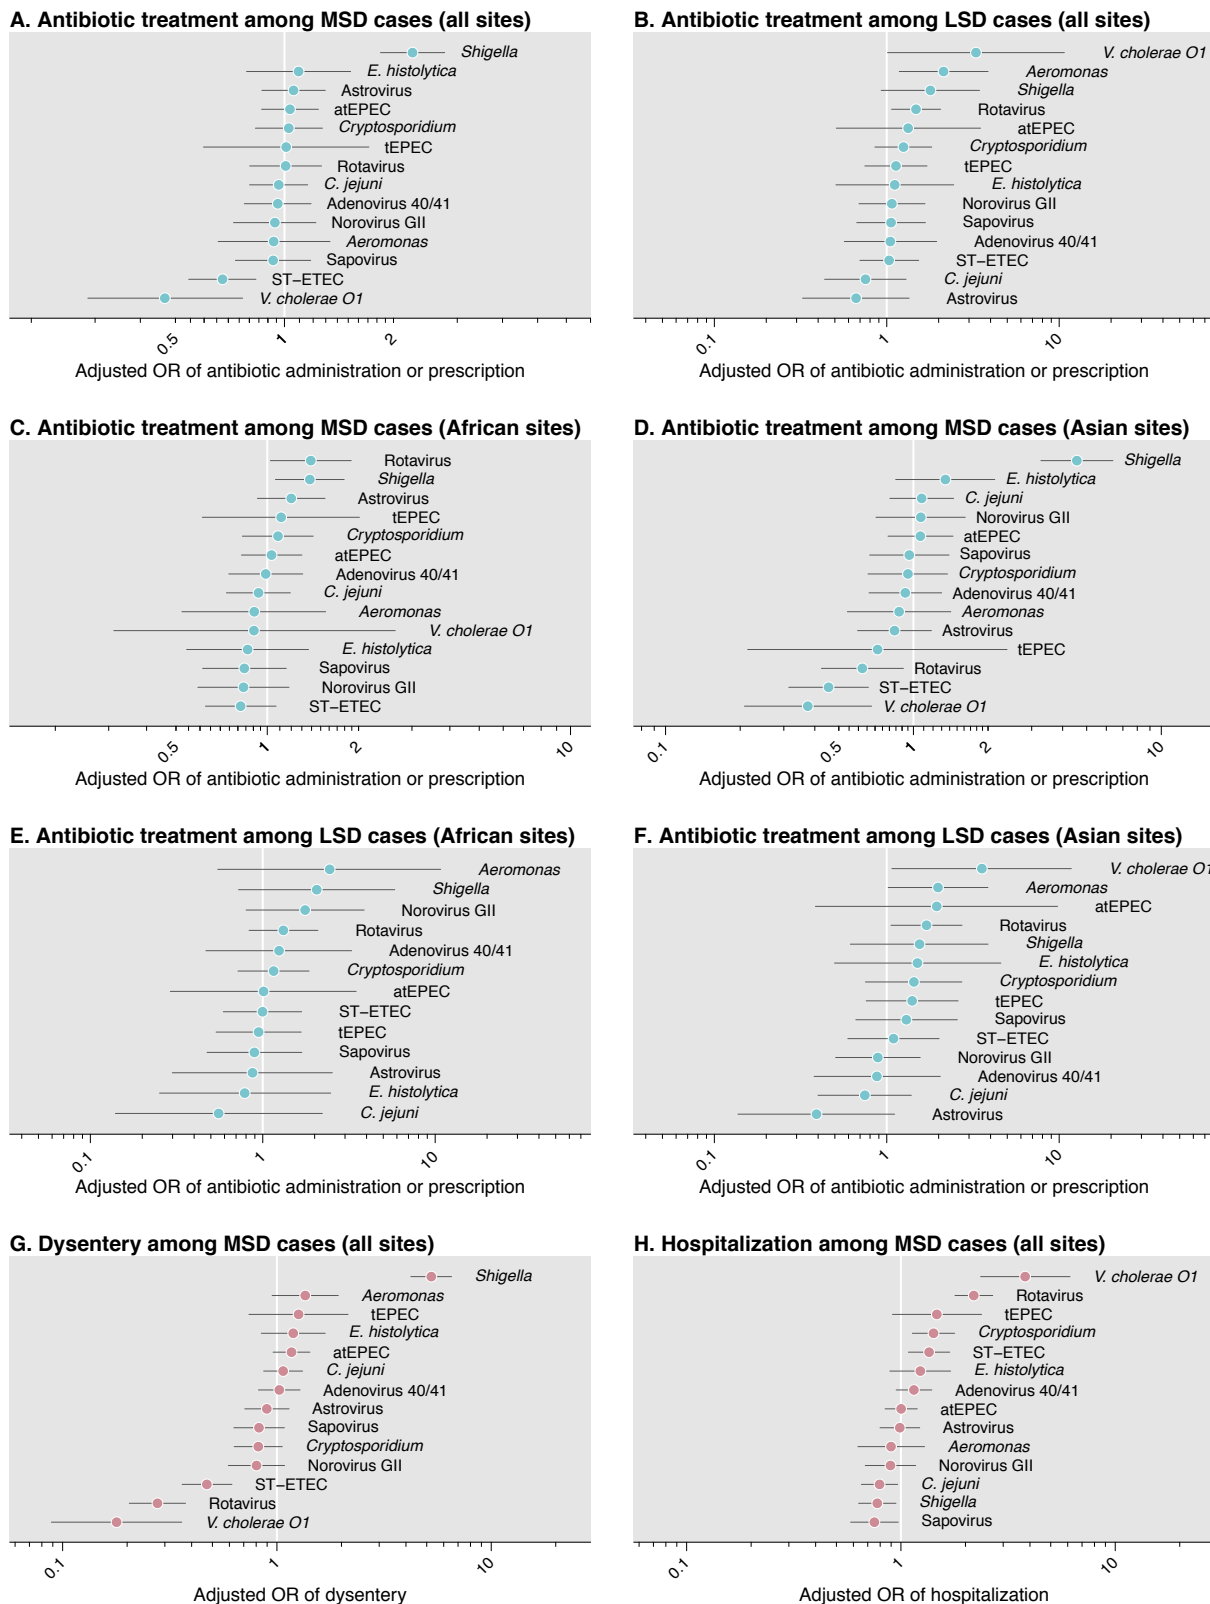 A. Antibiotic treatment among MSD cases (all sites)
Shigella
E. histolytica
Astrovirus
atEPEC
Cryptosporidium
tEPEC
Rotavirus
C. jejuni
Adenovirus 40/41
Norovirus GII
Aeromonas
Sapovirus
ST−ETEC
V. cholerae O1
0.5
1
2
Adjusted OR of antibiotic administration or prescription
B. Antibiotic treatment among LSD cases (all sites)
V. cholerae O1
Aeromonas
Shigella
Rotavirus
atEPEC
Cryptosporidium
tEPEC
E. histolytica
Norovirus GII
Sapovirus
Adenovirus 40/41
ST−ETEC
C. jejuni
Astrovirus
0.1
1
10
Adjusted OR of antibiotic administration or prescription
C. Antibiotic treatment among MSD cases (African sites)
Rotavirus
Shigella
Astrovirus
tEPEC
Cryptosporidium
atEPEC
Adenovirus 40/41
C. jejuni
Aeromonas
V. cholerae O1
E. histolytica
Sapovirus
Norovirus GII
ST−ETEC
0.5
1
2
10
Adjusted OR of antibiotic administration or prescription
D. Antibiotic treatment among MSD cases (Asian sites)
Shigella
E. histolytica
C. jejuni
Norovirus GII
atEPEC
Sapovirus
Cryptosporidium
Adenovirus 40/41
Aeromonas
Astrovirus
tEPEC
Rotavirus
ST−ETEC
V. cholerae O1
0.1
0.5
1
2
10
Adjusted OR of antibiotic administration or prescription
E. Antibiotic treatment among LSD cases (African sites)
Aeromonas
Shigella
Norovirus GII
Rotavirus
Adenovirus 40/41
Cryptosporidium
atEPEC
ST−ETEC
tEPEC
Sapovirus
Astrovirus
E. histolytica
C. jejuni
0.1
1
10
Adjusted OR of antibiotic administration or prescription
F. Antibiotic treatment among LSD cases (Asian sites)
V. cholerae O1
Aeromonas
atEPEC
Rotavirus
Shigella
E. histolytica
Cryptosporidium
tEPEC
Sapovirus
ST−ETEC
Norovirus GII
Adenovirus 40/41
C. jejuni
Astrovirus
0.1
1
10
Adjusted OR of antibiotic administration or prescription
G. Dysentery among MSD cases (all sites)
Shigella
Aeromonas
tEPEC
E. histolytica
atEPEC
C. jejuni
Adenovirus 40/41
Astrovirus
Sapovirus
Cryptosporidium
Norovirus GII
ST−ETEC
Rotavirus
V. cholerae O1
0.1
1
10
Adjusted OR of dysentery
H. Hospitalization among MSD cases (all sites)
V. cholerae O1
Rotavirus
tEPEC
Cryptosporidium
ST−ETEC
E. histolytica
Adenovirus 40/41
atEPEC
Astrovirus
Aeromonas
Norovirus GII
C. jejuni
Shigella
Sapovirus
0.1
1
10
Adjusted OR of hospitalization